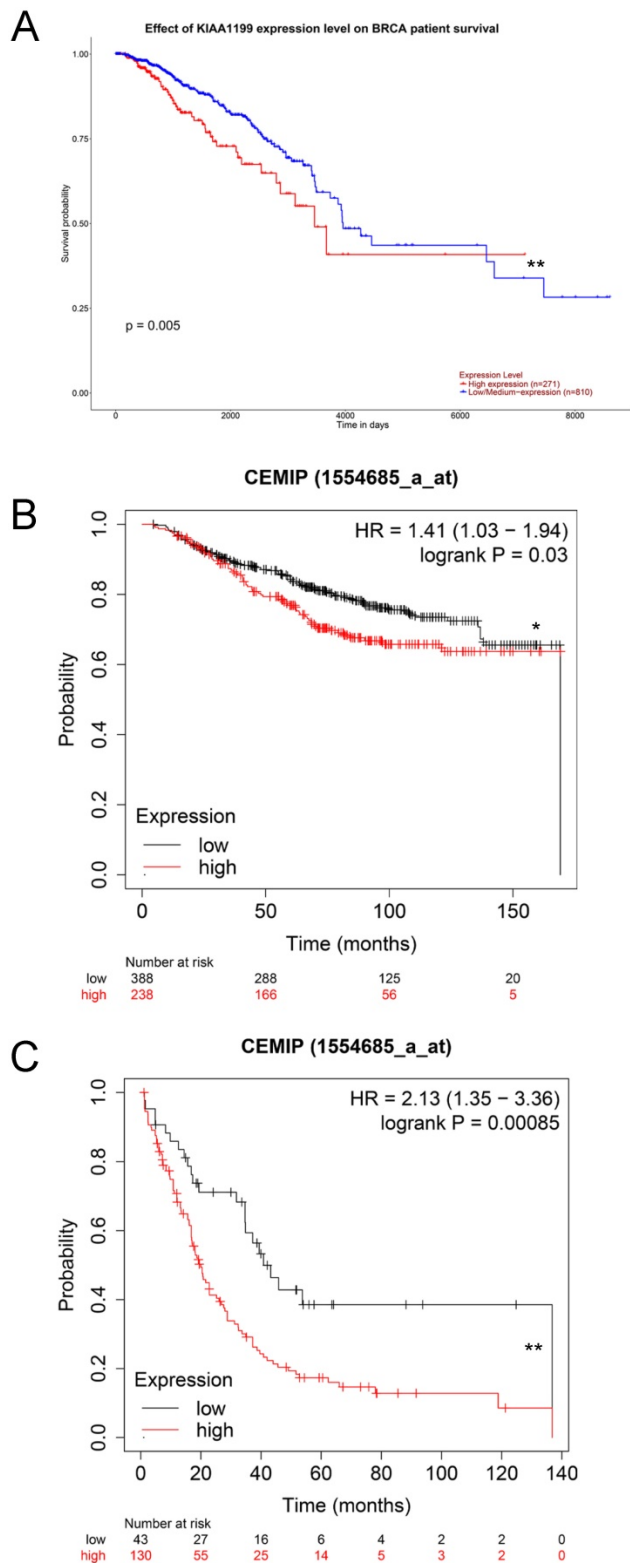 A
Effect of KIAA1199 expression level on BRCA patient survival
1.00
0.75
0.50
0.25
0.00
Survival probability
**
p = 0.005
Expression Level
High expression (n=271)
Low/Medium−expression (n=810)
0 2000 4000 6000 8000
Time in days
B
CEMIP (1554685_a_at)
HR = 1.41 (1.03 − 1.94)
logrank P = 0.03
1.0
0.8
0.6
0.4
0.2
0.0
Probability
*
Expression
low
high
0 50 100 150
Time (months)
Number at risk
low 388 288 125 20
high 238 166 56 5
C
CEMIP (1554685_a_at)
HR = 2.13 (1.35 − 3.36)
logrank P = 0.00085
1.0
0.8
0.6
0.4
0.2
0.0
Probability
**
Expression
low
high
0 20 40 60 80 100 120 140
Time (months)
Number at risk
low 43 27 16 6 4 2 2 0
high 130 55 25 14 5 3 2 0